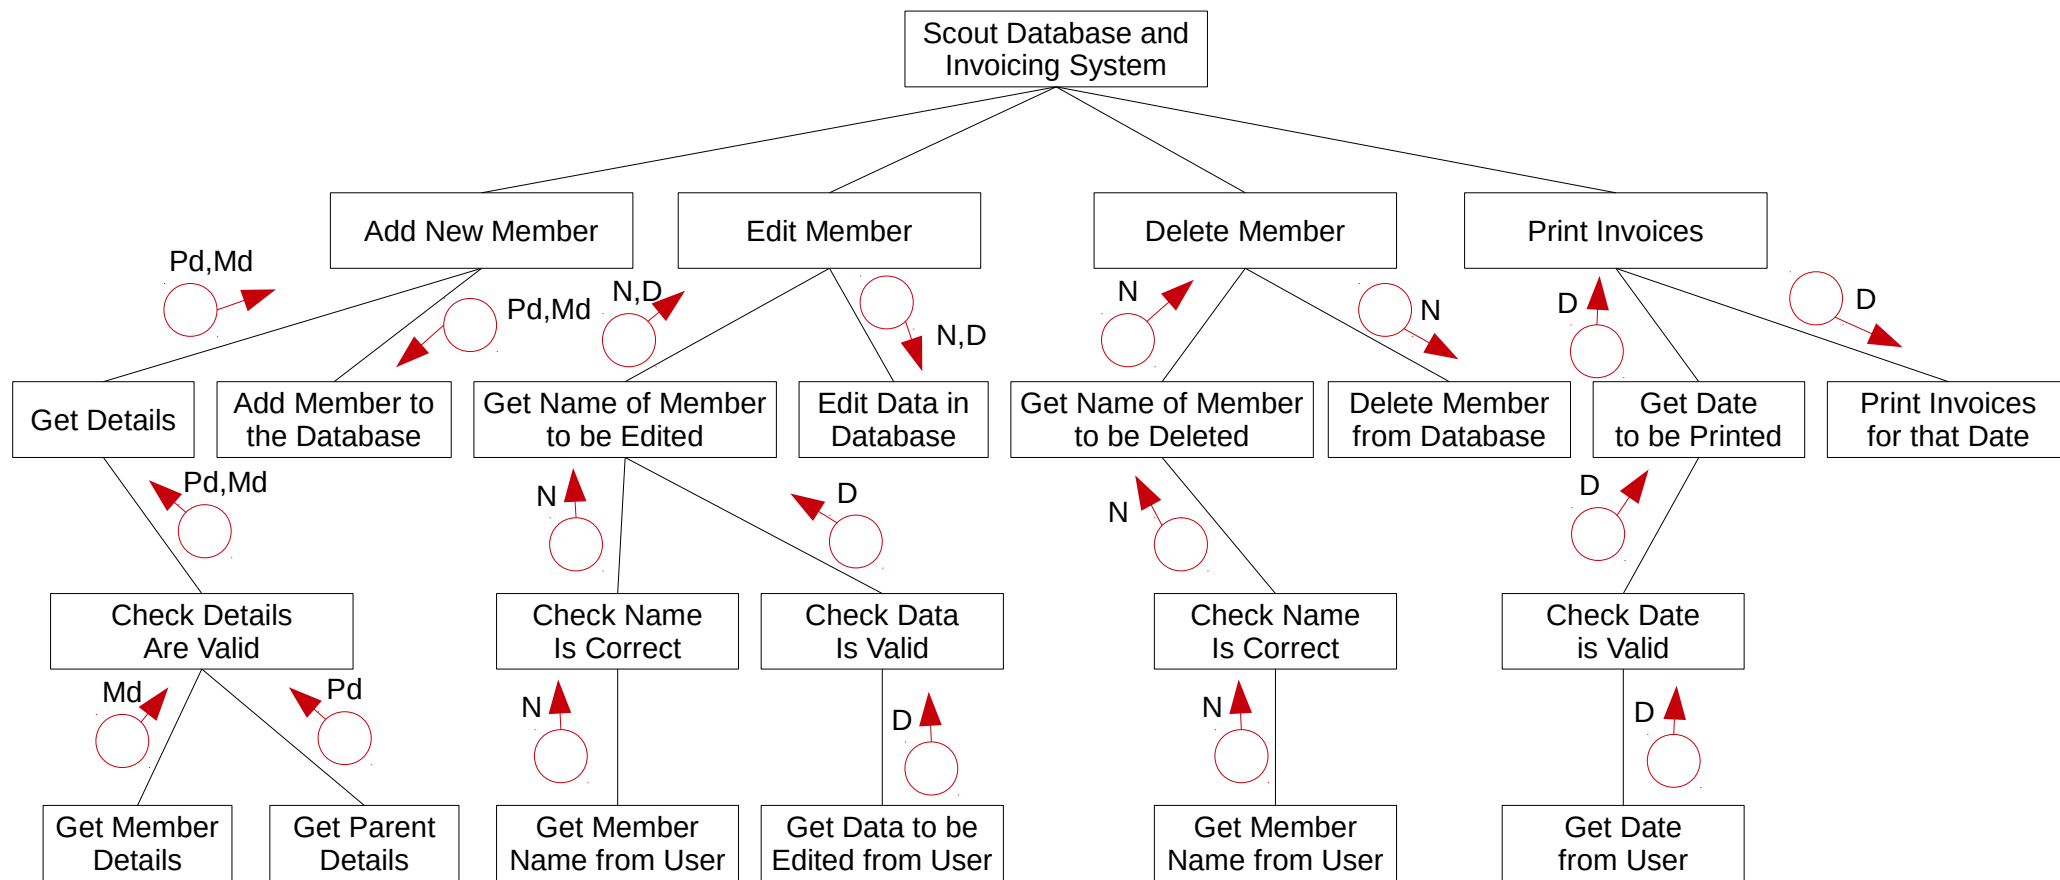 Scout Database and
Invoicing System
Add New Member
Edit Member
Delete Member
Print Invoices
Pd,Md
Pd,Md
N,D
N,D
N
N
D
D
Get Details
Add Member to
the Database
Get Name of Member
to be Edited
Edit Data in
Database
Get Name of Member
to be Deleted
Delete Member
from Database
Get Date
to be Printed
Print Invoices
for that Date
Pd,Md
N
D
N
D
Check Details
Are Valid
Check Name
Is Correct
Check Data
Is Valid
Check Name
Is Correct
Check Date
is Valid
Md
Pd
N
D
N
D
Get Member
Details
Get Parent
Details
Get Member
Name from User
Get Data to be
Edited from User
Get Member
Name from User
Get Date
from User